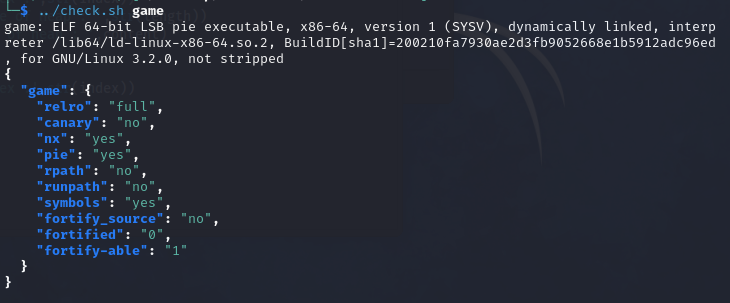 └─$ ../check.sh game
game: ELF 64-bit LSB pie executable, x86-64, version 1 (SYSV), dynamically linked, interp
reter /lib64/ld-linux-x86-64.so.2, BuildID[sha1]=200210fa7930ae2d3fb9052668e1b5912adc96ed
, for GNU/Linux 3.2.0, not stripped
{
  "game": {
    "relro": "full",
    "canary": "no",
    "nx": "yes",
    "pie": "yes",
    "rpath": "no",
    "runpath": "no",
    "symbols": "yes",
    "fortify_source": "no",
    "fortified": "0",
    "fortify-able": "1"
  }
}